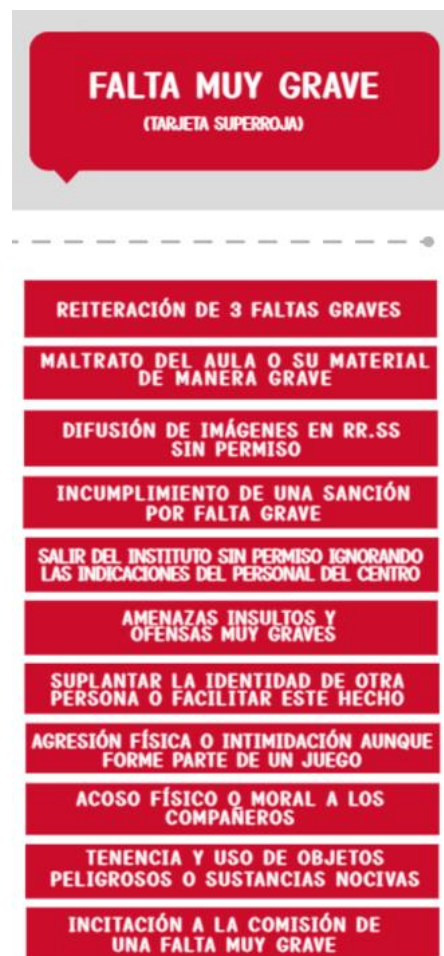 FALTA MUY GRAVE
(TARJETA SUPERROJA)
REITERACIÓN DE 3 FALTAS GRAVES
MALTRATO DEL AULA O SU MATERIAL
DE MANERA GRAVE
DIFUSIÓN DE IMÁGENES EN RR.SS
SIN PERMISO
INCUMPLIMIENTO DE UNA SANCIÓN
POR FALTA GRAVE
SALIR DEL INSTITUTO SIN PERMISO IGNORANDO
LAS INDICACIONES DEL PERSONAL DEL CENTRO
AMENAZAS INSULTOS Y
OFENSAS MUY GRAVES
SUPLANTAR LA IDENTIDAD DE OTRA
PERSONA O FACILITAR ESTE HECHO
AGRESIÓN FÍSICA O INTIMIDACIÓN AUNQUE
FORME PARTE DE UN JUEGO
ACOSO FÍSICO O MORAL A LOS
COMPAÑEROS
TENENCIA Y USO DE OBJETOS
PELIGROSOS O SUSTANCIAS NOCIVAS
INCITACIÓN A LA COMISIÓN DE
UNA FALTA MUY GRAVE